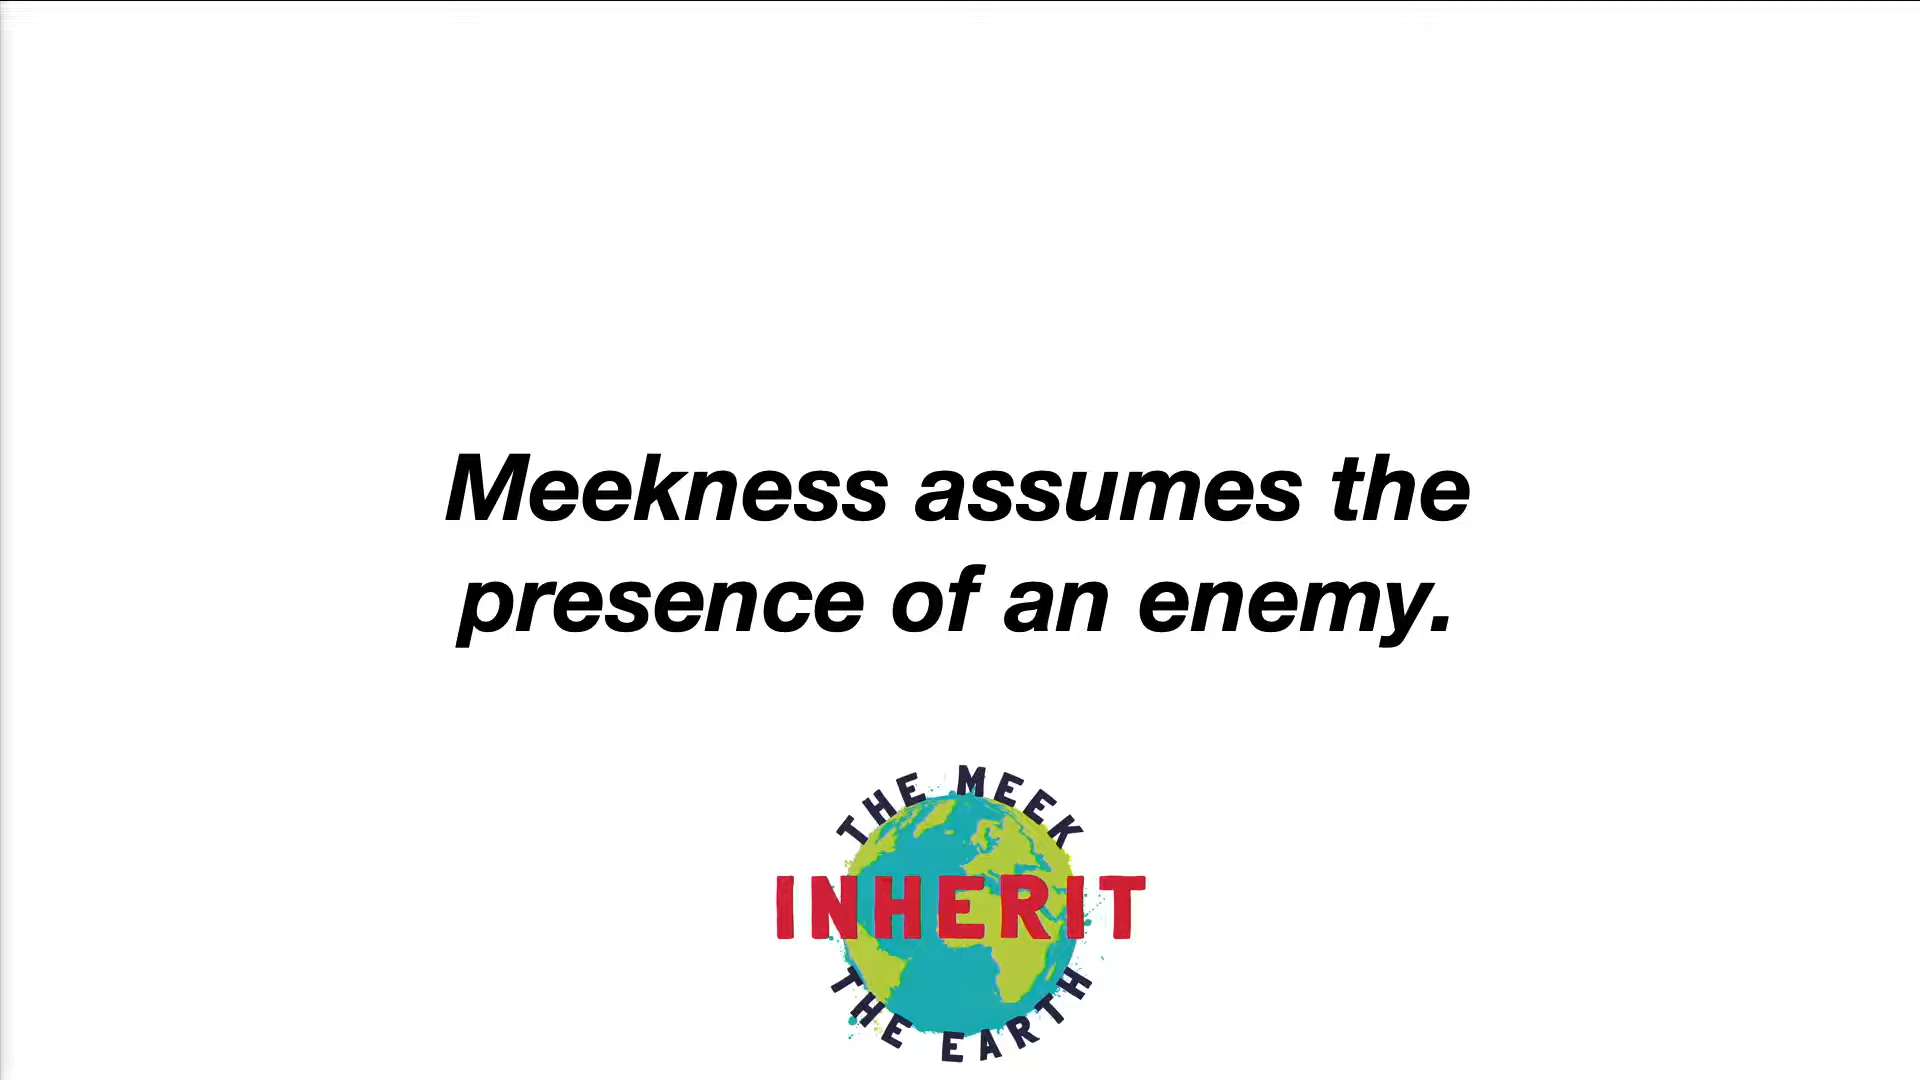 Meekness assumes the
presence of an enemy.
THE MEEK
INHERIT
THE EARTH